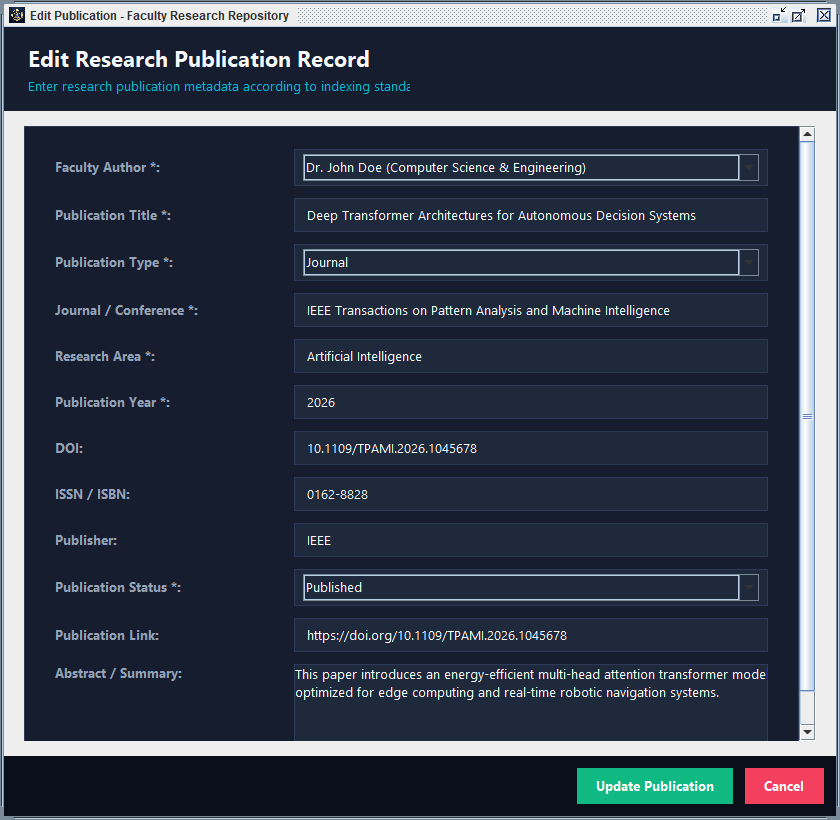 Edit Publication - Faculty Research Repository
Edit Research Publication Record
Enter research publication metadata according to indexing standa
Faculty Author *: Dr. John Doe (Computer Science & Engineering)
Publication Title *: Deep Transformer Architectures for Autonomous Decision Systems
Publication Type *: Journal
Journal / Conference *: IEEE Transactions on Pattern Analysis and Machine Intelligence
Research Area *: Artificial Intelligence
Publication Year *: 2026
DOI: 10.1109/TPAMI.2026.1045678
ISSN / ISBN: 0162-8828
Publisher: IEEE
Publication Status *: Published
Publication Link: https://doi.org/10.1109/TPAMI.2026.1045678
Abstract / Summary: This paper introduces an energy-efficient multi-head attention transformer mode
optimized for edge computing and real-time robotic navigation systems.
Update Publication Cancel